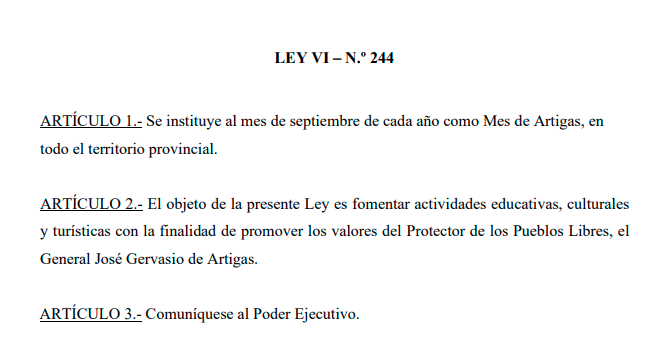 LEY VI – N.º 244
ARTÍCULO 1.- Se instituye al mes de septiembre de cada año como Mes de Artigas, en
todo el territorio provincial.
ARTÍCULO 2.- El objeto de la presente Ley es fomentar actividades educativas, culturales
y turísticas con la finalidad de promover los valores del Protector de los Pueblos Libres, el
General José Gervasio de Artigas.
ARTÍCULO 3.- Comuníquese al Poder Ejecutivo.